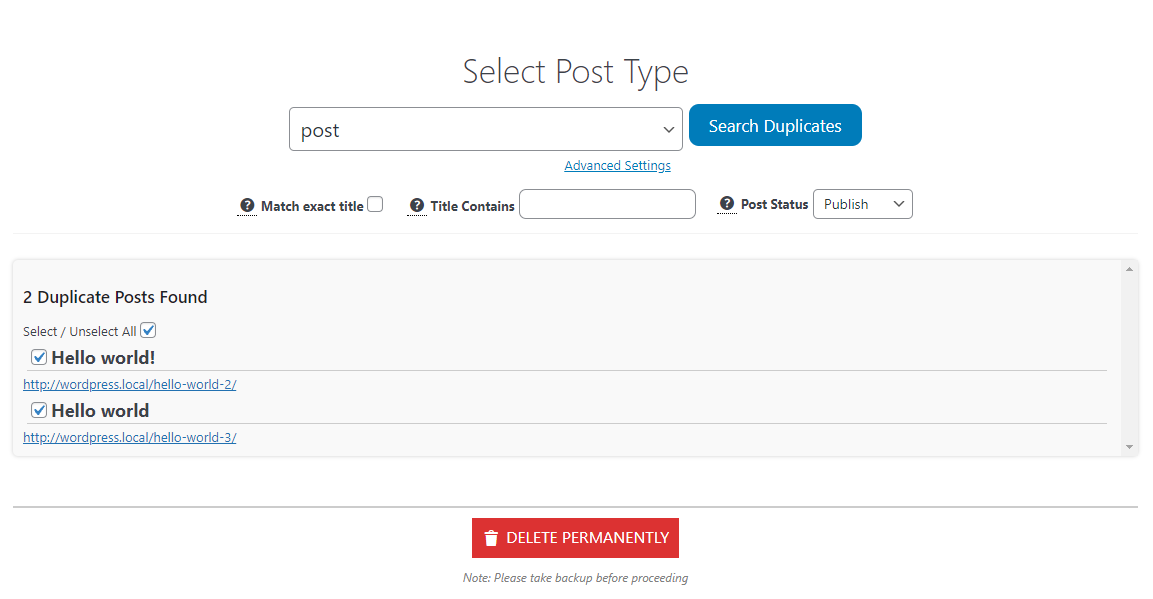 Select Post Type
post Search Duplicates
Advanced Settings
Match exact title Title Contains Post Status Publish
2 Duplicate Posts Found
Select / Unselect All
Hello world!
http://wordpress.local/hello-world-2/
Hello world
http://wordpress.local/hello-world-3/
DELETE PERMANENTLY
Note: Please take backup before proceeding